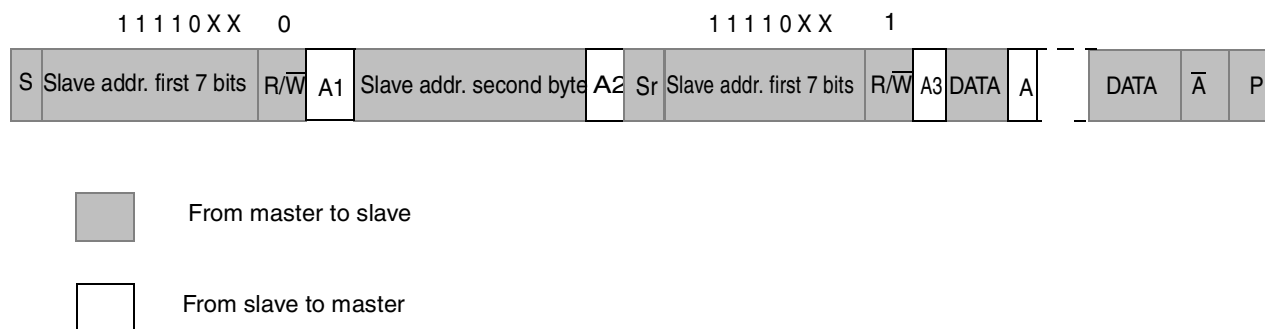 1 1 1 1 0 X X 0 1 1 1 1 0 X X 1
S Slave addr. first 7 bits R/W̅ A1 Slave addr. second byte A2 Sr Slave addr. first 7 bits R/W̅ A3 DATA A DATA A̅ P
From master to slave
From slave to master